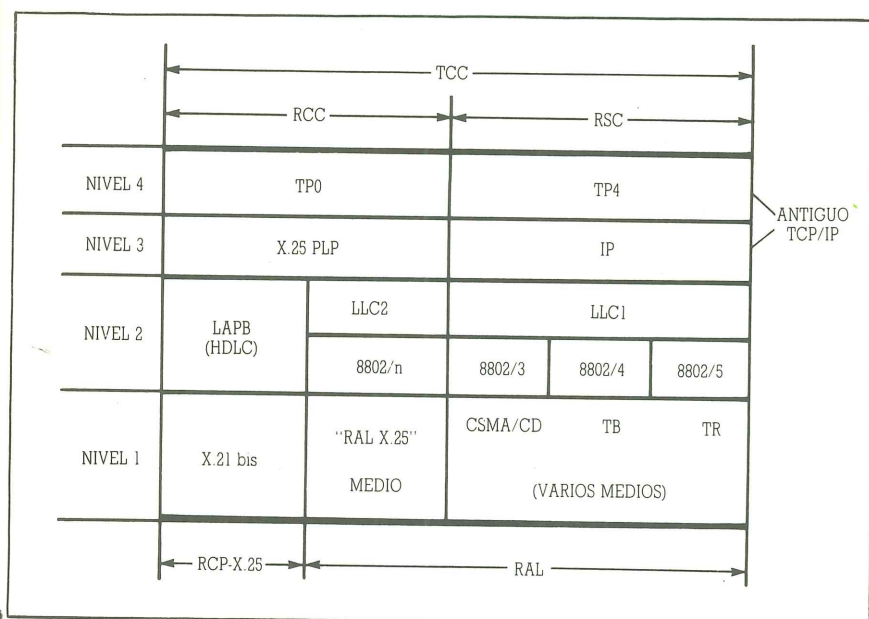 TCC
RCC RSC
NIVEL 4 TP0 TP4
ANTIGUO
TCP/IP
NIVEL 3 X.25 PLP IP
NIVEL 2 LAPB
(HDLC)
LLC2 LLC1
8802/n 8802/3 8802/4 8802/5
NIVEL 1 X.21 bis
"RAL X.25"
MEDIO
CSMA/CD TB TR
(VARIOS MEDIOS)
RCP-X.25 RAL